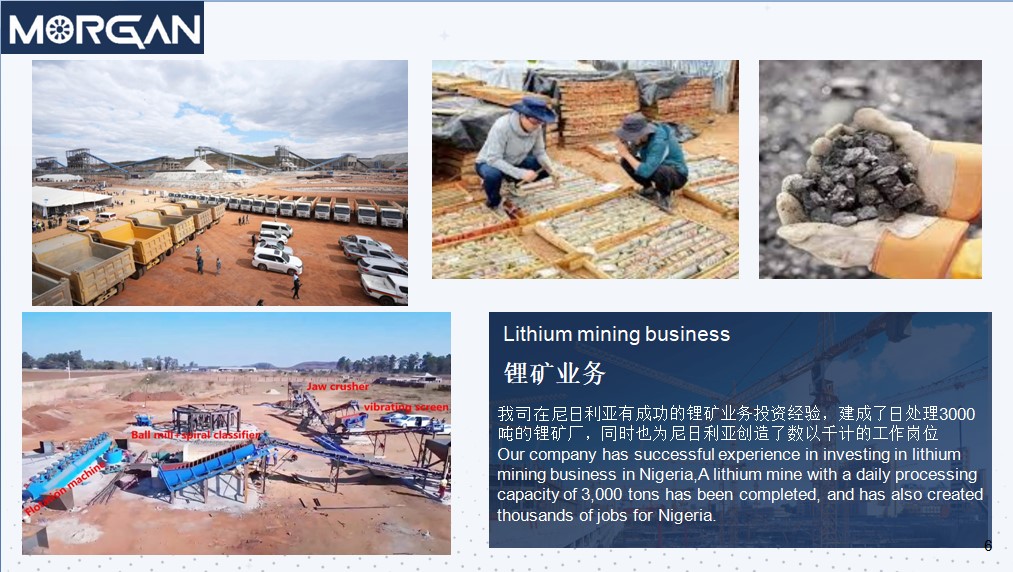 MORGAN
Jaw crusher
vibrating screen
Ball mill+spiral classifier
Flotation machine
Lithium mining business
锂矿业务
我司在尼日利亚有成功的锂矿业务投资经验，建成了日处理3000
吨的锂矿厂，同时也为尼日利亚创造了数以千计的工作岗位
Our company has successful experience in investing in lithium
mining business in Nigeria,A lithium mine with a daily processing
capacity of 3,000 tons has been completed, and has also created
thousands of jobs for Nigeria.
6